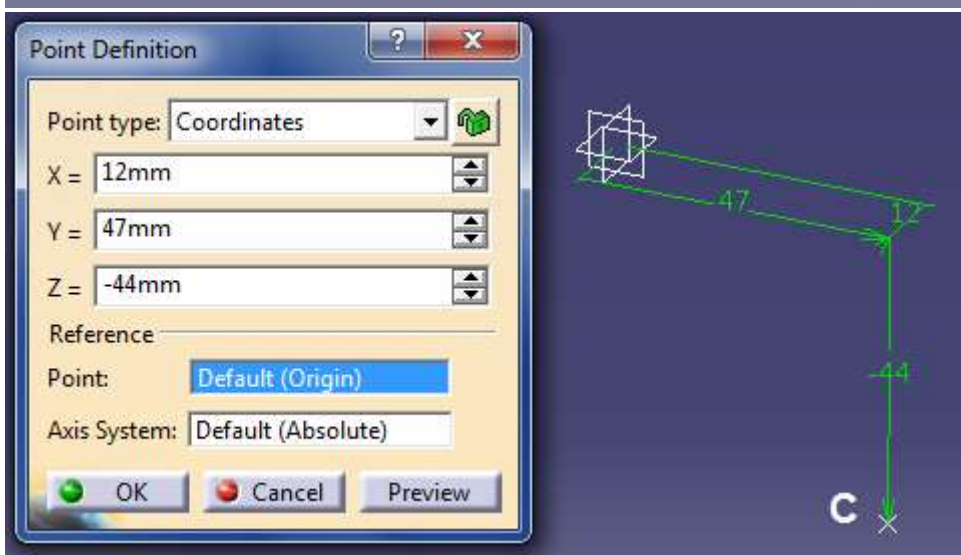 Point Definition
?
X
Point type: Coordinates
X = 12mm
Y = 47mm
Z = -44mm
Reference
Point: Default (Origin)
Axis System: Default (Absolute)
OK Cancel Preview
47
12
-44
C